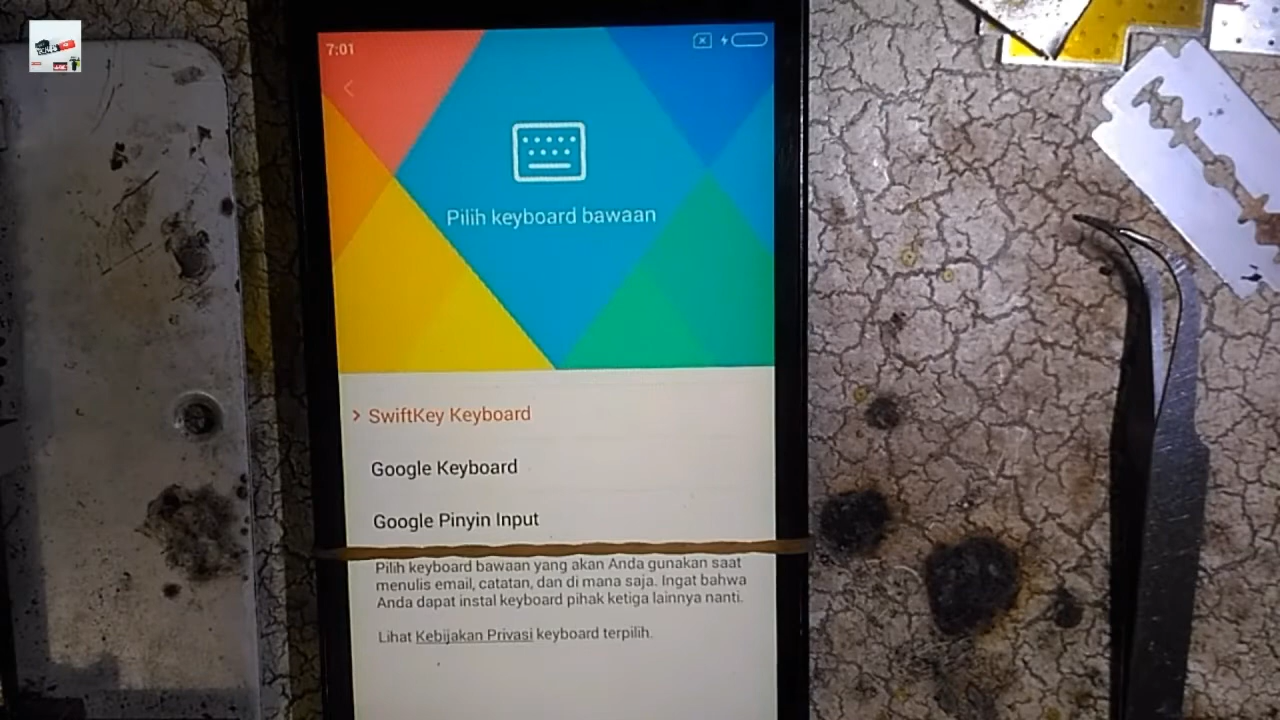 7:01
Pilih keyboard bawaan
SwiftKey Keyboard
Google Keyboard
Google Pinyin Input
Pilih keyboard bawaan yang akan Anda gunakan saat
menulis email, catatan, dan di mana saja. Ingat bahwa
Anda dapat instal keyboard pihak ketiga lainnya nanti.
Lihat Kebijakan Privasi keyboard terpilih.